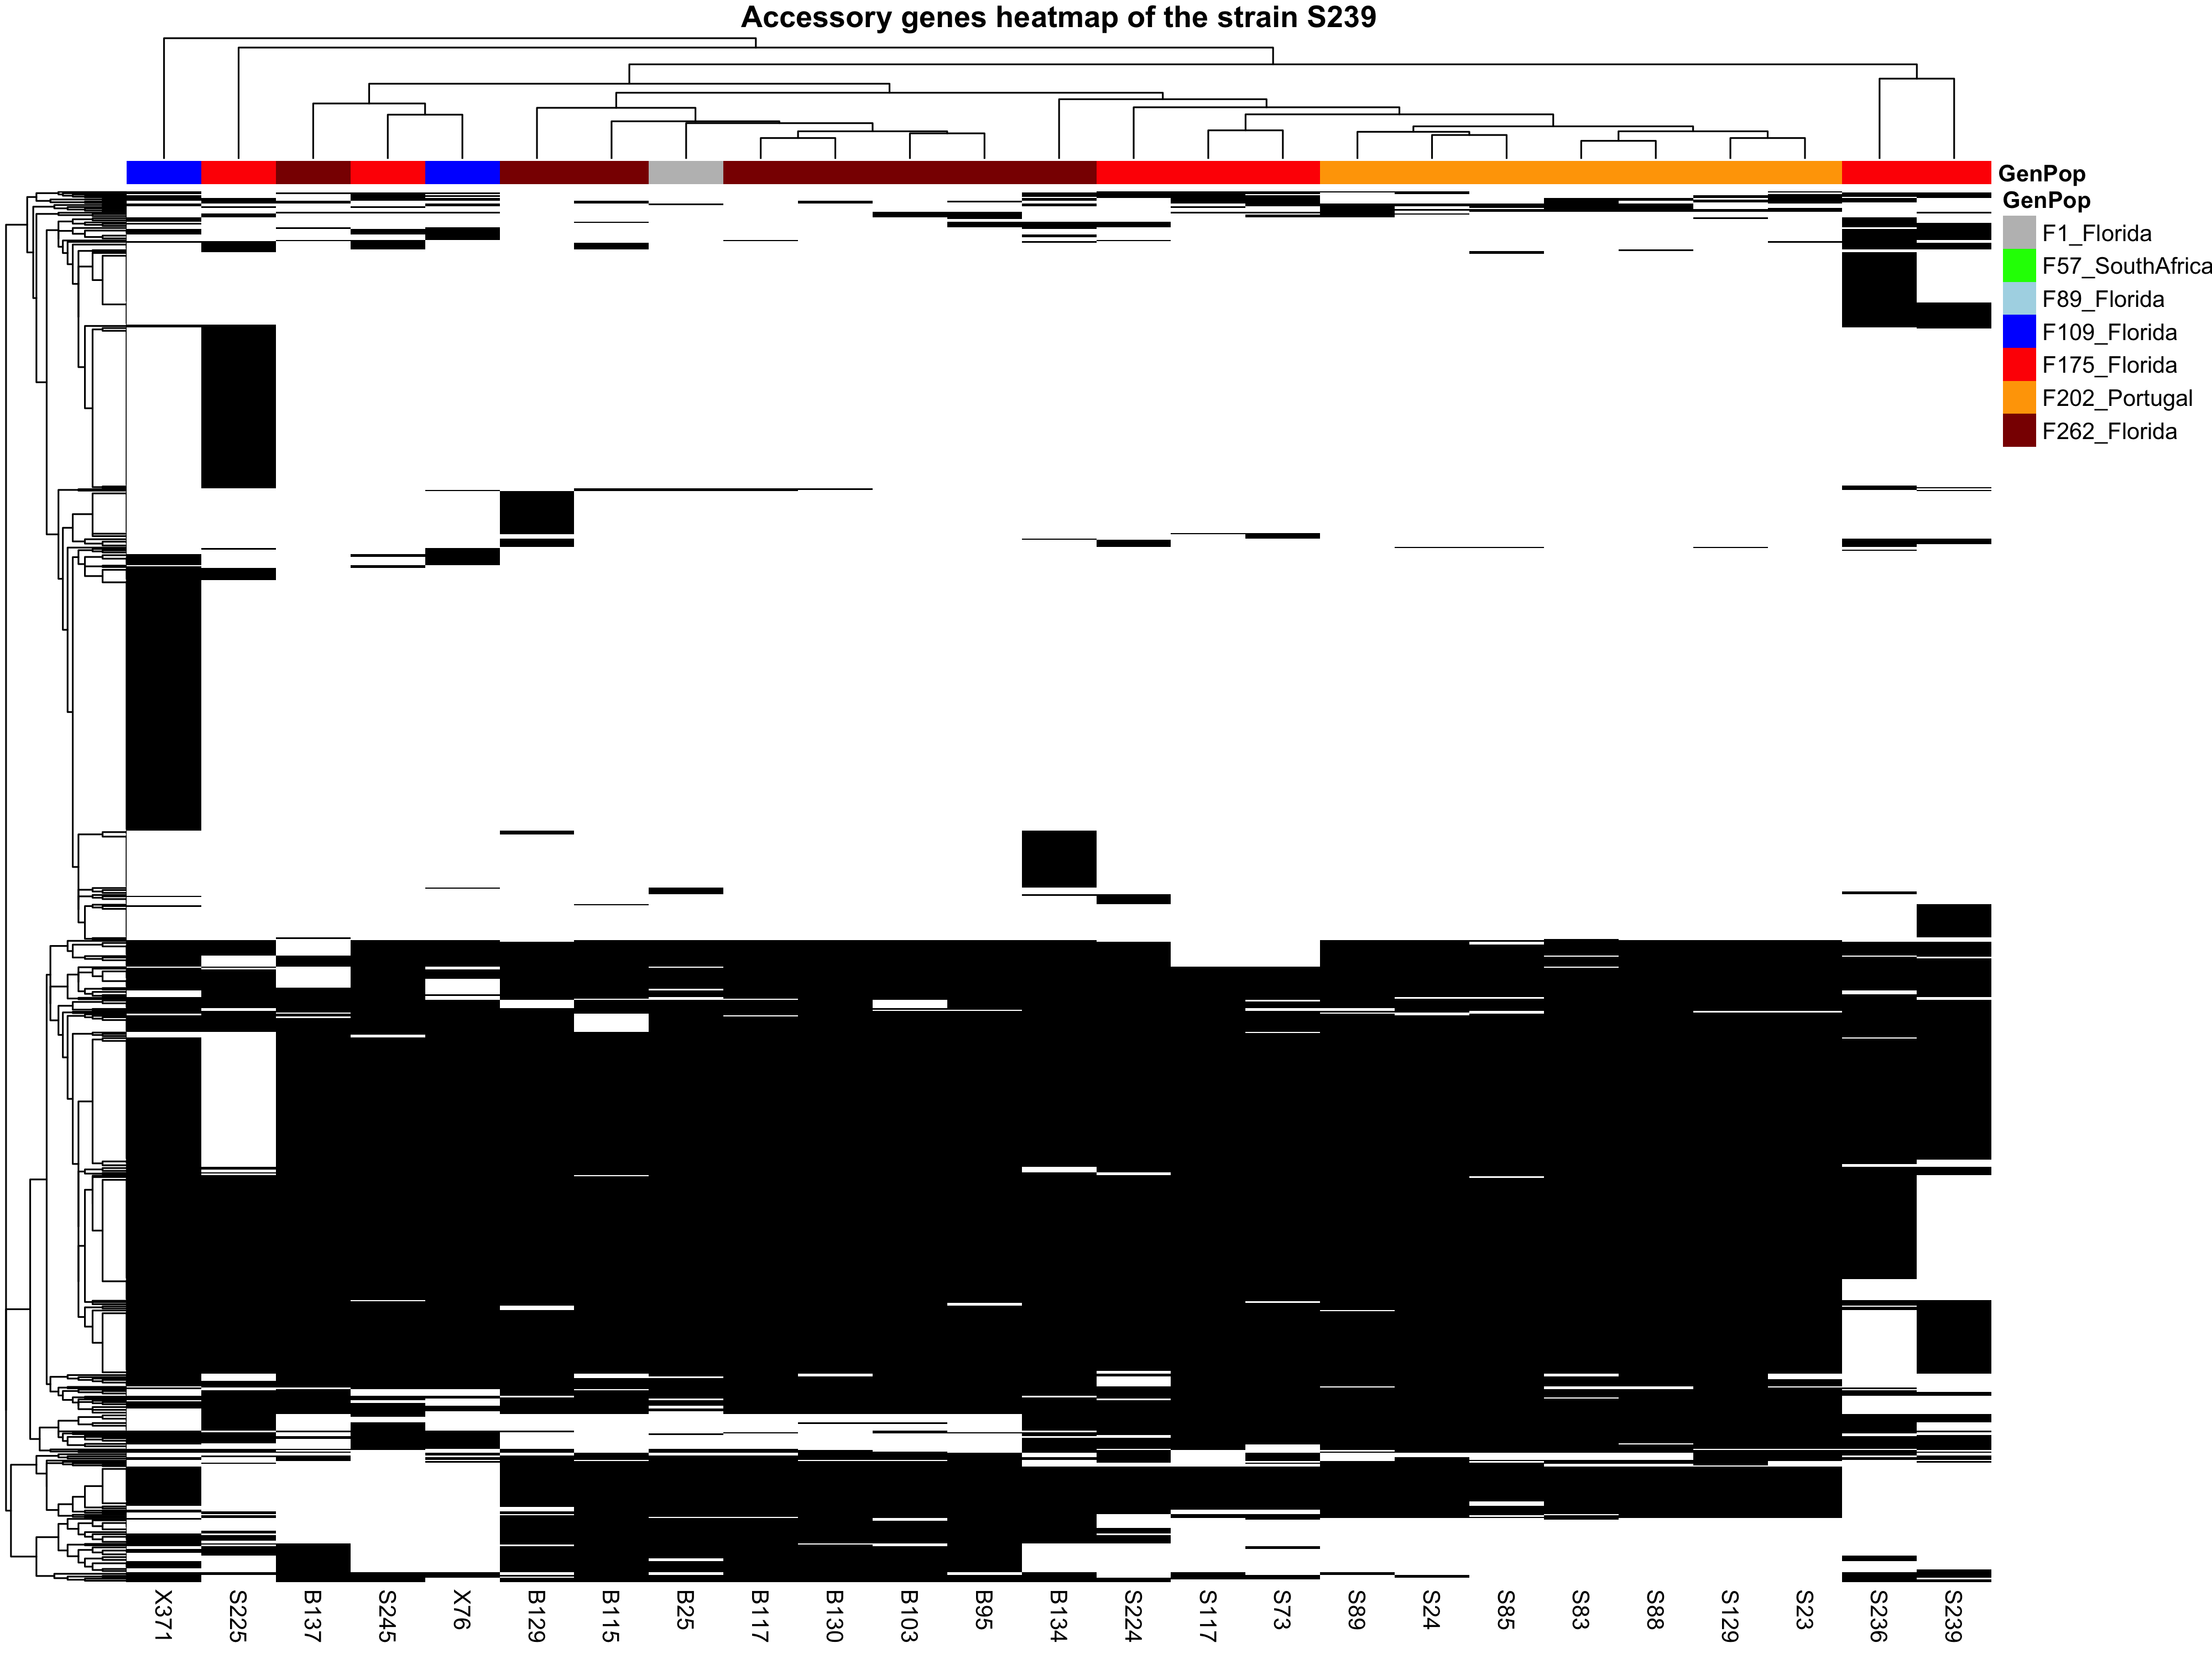 Accessory genes heatmap of the strain S239
GenPop
GenPop
F1_Florida
F57_SouthAfrica
F89_Florida
F109_Florida
F175_Florida
F202_Portugal
F262_Florida
X371
S225
B137
S245
X76
B129
B115
B25
B117
B130
B103
B95
B134
S224
S117
S73
S89
S24
S85
S83
S88
S129
S23
S236
S239